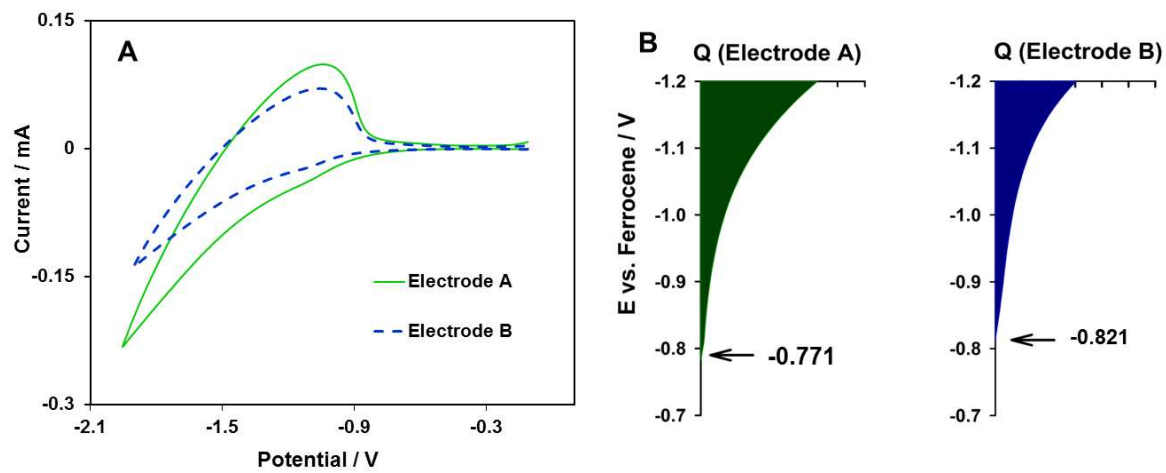 A
0.15
0
-0.15
-0.3
Current / mA
-2.1
-1.5
-0.9
-0.3
Potential / V
Electrode A
Electrode B
B
Q (Electrode A)
E vs. Ferrocene / V
-1.2
-1.1
-1.0
-0.9
-0.8
-0.7
-0.771
Q (Electrode B)
-1.2
-1.1
-1.0
-0.9
-0.8
-0.7
-0.821